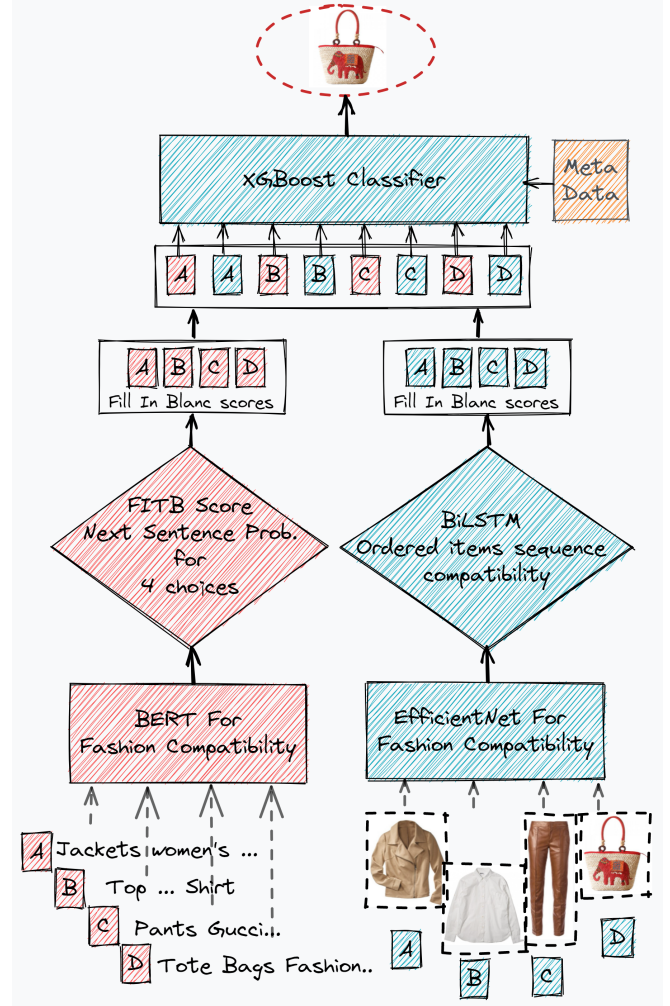 xGBoost Classifier
Meta
Data
A A B B C C D D
A B C D
Fill In Blanc scores
A B C D
Fill In Blanc scores
FITB Score
Next Sentence Prob.
for
4 choices
BiLSTM
Ordered items sequence
compatibility
BERT For
Fashion Compatibility
EfficientNet For
Fashion Compatibility
A Jackets women's ...
B Top ... Shirt
C Pants Gucci...
D Tote Bags Fashion..
A
B
C
D